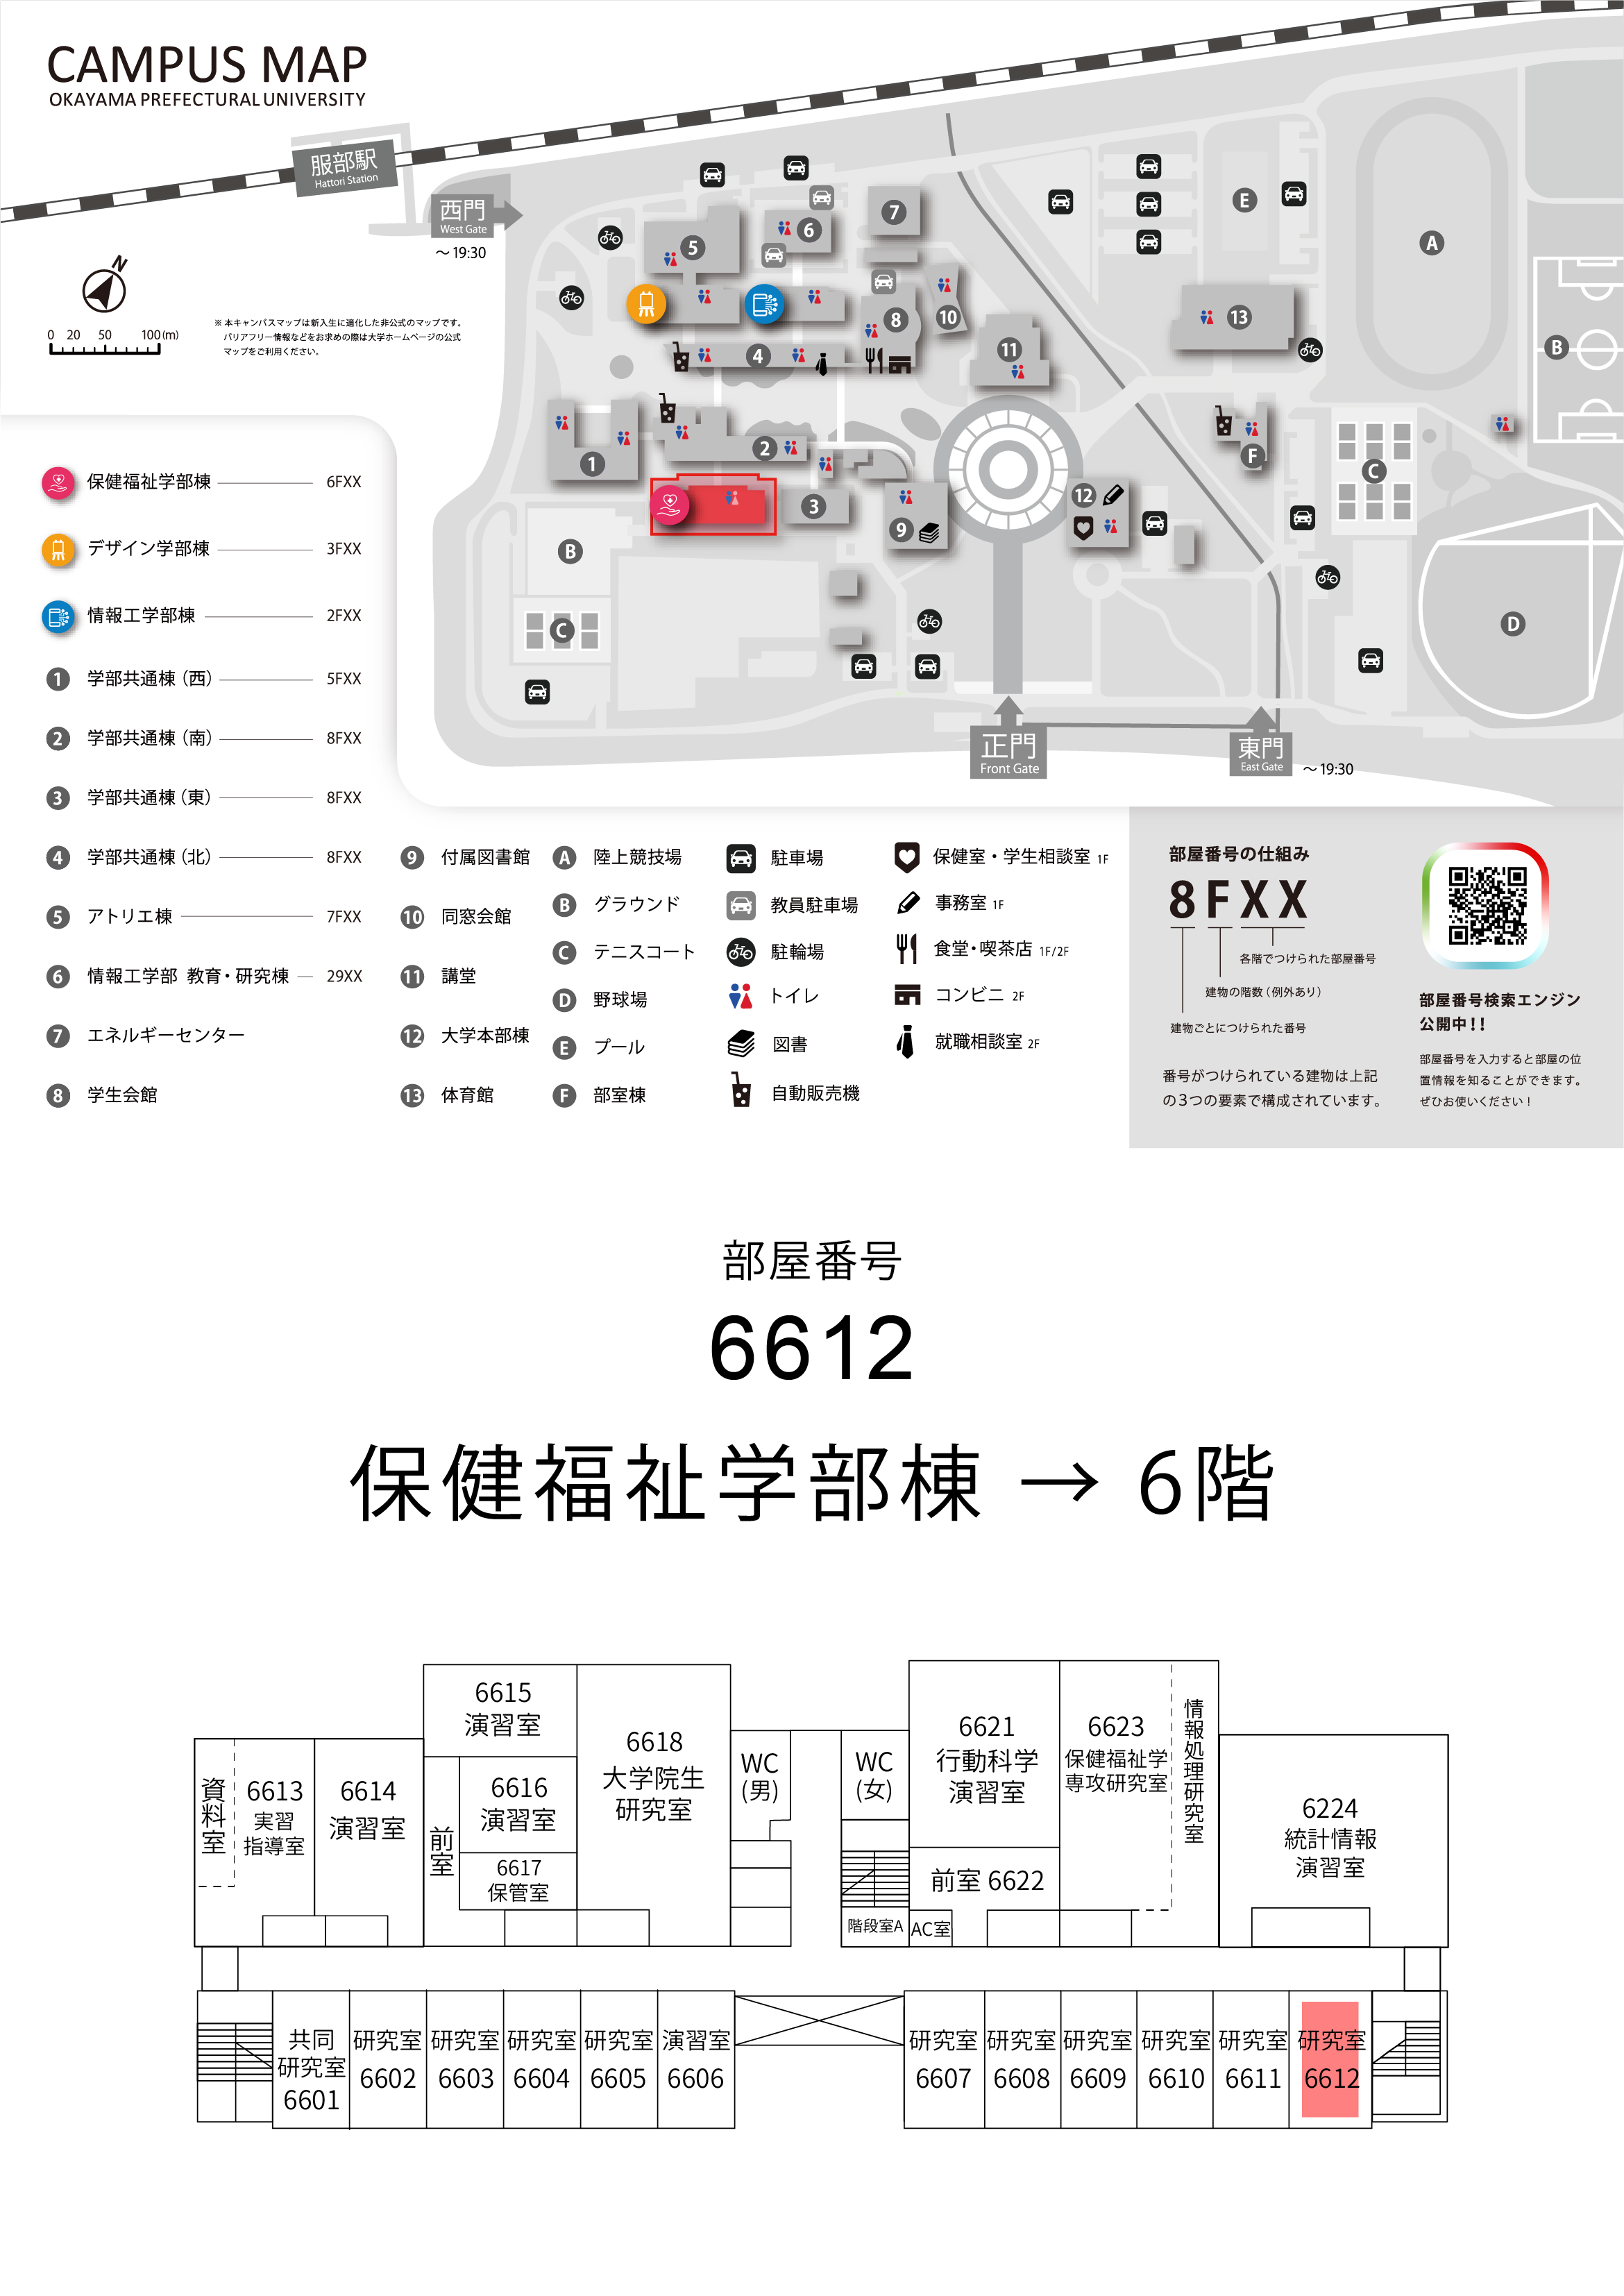 CAMPUS MAP
OKAYAMA PREFECTURAL UNIVERSITY
服部駅
Hattori Station
西門
West Gate
～19:30
N
0 20 50 100(m)
※ 本キャンパスマップは新入生に適化した非公式のマップです。
バリアフリー情報などをお求めの際は大学ホームページの公式
マップをご利用ください。
5
6
7
8
10
4
11
13
E
A
B
1
2
3
9
12
F
C
B
C
D
正門
Front Gate
東門
East Gate
～19:30
保健福祉学部棟 6FXX
デザイン学部棟 3FXX
情報工学部棟 2FXX
1 学部共通棟（西） 5FXX
2 学部共通棟（南） 8FXX
3 学部共通棟（東） 8FXX
4 学部共通棟（北） 8FXX
5 アトリエ棟 7FXX
6 情報工学部 教育・研究棟 29XX
7 エネルギーセンター
8 学生会館
9 付属図書館
10 同窓会館
11 講堂
12 大学本部棟
13 体育館
A 陸上競技場
B グラウンド
C テニスコート
D 野球場
E プール
F 部室棟
駐車場
教員駐車場
駐輪場
トイレ
図書
自動販売機
保健室・学生相談室 1F
事務室 1F
食堂・喫茶店 1F/2F
コンビニ 2F
就職相談室 2F
部屋番号の仕組み
8FXX
各階でつけられた部屋番号
建物の階数（例外あり）
建物ごとにつけられた番号
番号がつけられている建物は上記
の3つの要素で構成されています。
部屋番号検索エンジン
公開中！！
部屋番号を入力すると部屋の位
置情報を知ることができます。
ぜひお使いください！
部屋番号
6612
保健福祉学部棟 → 6階
資料室
6613
実習
指導室
6614
演習室
6615
演習室
前室
6616
演習室
6617
保管室
6618
大学院生
研究室
WC
(男)
WC
(女)
階段室A
AC室
6621
行動科学
演習室
前室 6622
6623
保健福祉学
専攻研究室
情報処理研究室
6224
統計情報
演習室
共同
研究室
6601
研究室
6602
研究室
6603
研究室
6604
研究室
6605
演習室
6606
研究室
6607
研究室
6608
研究室
6609
研究室
6610
研究室
6611
研究室
6612